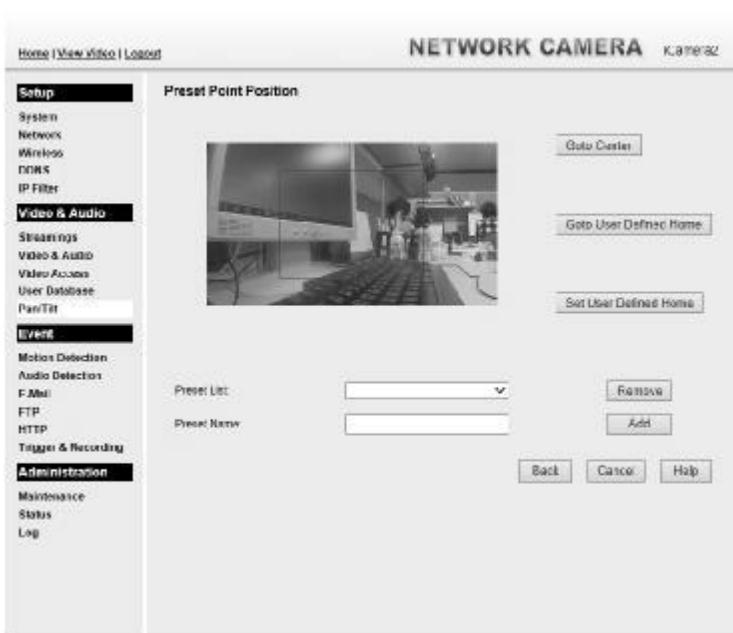 Home | View Video | Logout
NETWORK CAMERA
Setup
System
Network
Wireless
DDNS
IP Filter
Video & Audio
Streamings
Video & Audio
Video Access
User Database
Pan/Tilt
Event
Motion Detection
Audio Detection
E-Mail
FTP
HTTP
Trigger & Recording
Administration
Maintenance
Status
Log
Preset Point Position
Goto Center
Goto User Defined Home
Set User Defined Home
Preset List
Remove
Preset Name
Add
Back
Cancel
Help